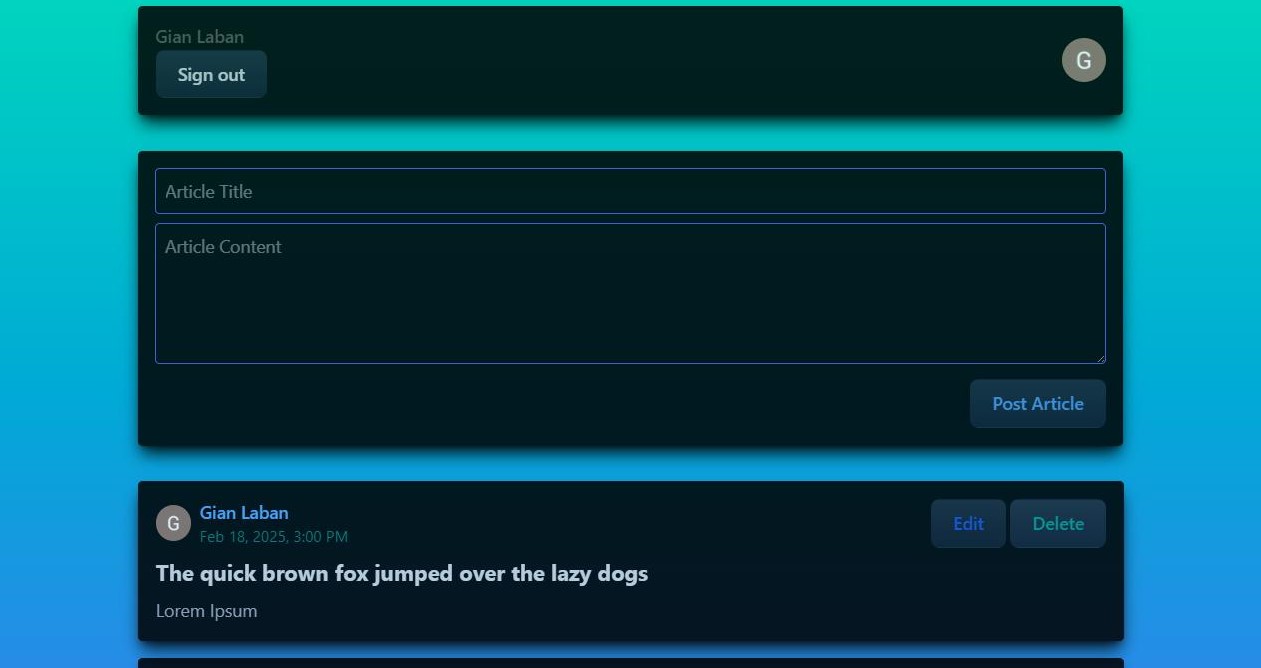 Gian Laban
Sign out
G
Article Title
Article Content
Post Article
G
Gian Laban
Feb 18, 2025, 3:00 PM
Edit
Delete
The quick brown fox jumped over the lazy dogs
Lorem Ipsum